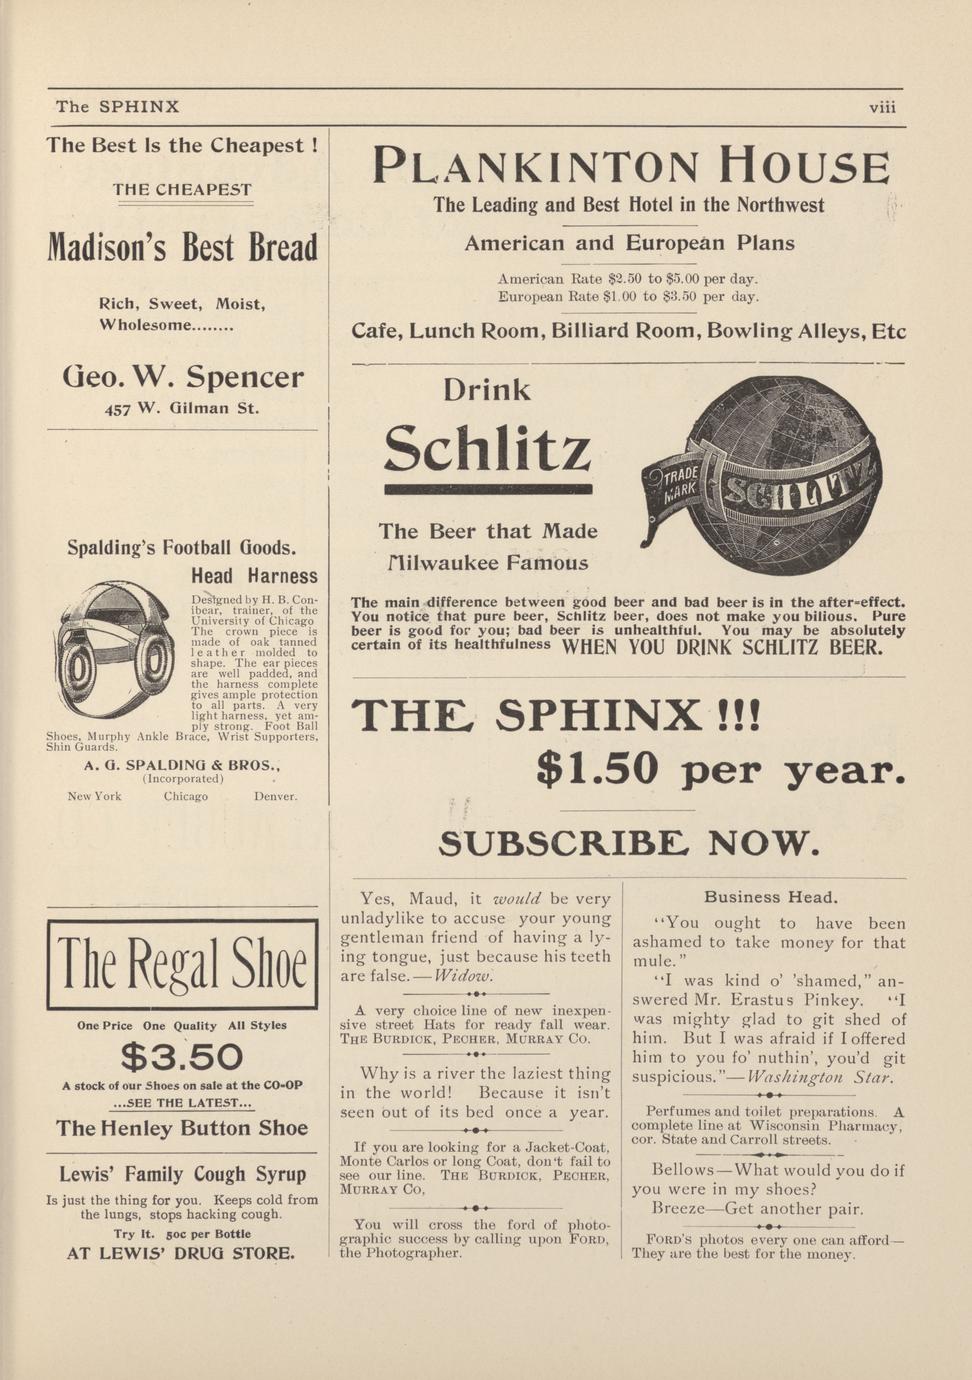 The SPHINX
viii
The Best Is the Cheapest !
THE CHEAPEST
Madison's Best Bread
Rich, Sweet, Moist,
Wholesome........
Geo. W. Spencer
457 W. Gilman St.
Spalding's Football Goods.
Head Harness
Designed by H. B. Con-
ibear, trainer, of the
University of Chicago
The crown piece is
made of oak tanned
leather molded to
shape. The ear pieces
are well padded, and
the harness complete
gives ample protection
to all parts. A very
light harness, yet am-
ply strong. Foot Ball
Shoes, Murphy Ankle Brace, Wrist Supporters,
Shin Guards.
A. G. SPALDING & BROS.,
(Incorporated)
New York Chicago Denver.
The Regal Shoe
One Price One Quality All Styles
$3.50
A stock of our Shoes on sale at the CO-OP
...SEE THE LATEST...
The Henley Button Shoe
Lewis' Family Cough Syrup
Is just the thing for you. Keeps cold from
the lungs, stops hacking cough.
Try It. 50c per Bottle
AT LEWIS' DRUG STORE.
PLANKINTON HOUSE
The Leading and Best Hotel in the Northwest
American and European Plans
American Rate $2.50 to $5.00 per day.
European Rate $1.00 to $3.50 per day.
Cafe, Lunch Room, Billiard Room, Bowling Alleys, Etc
Drink
Schlitz
The Beer that Made
Milwaukee Famous
TRADE
MARK
SCHLITZ
The main difference between good beer and bad beer is in the after-effect.
You notice that pure beer, Schlitz beer, does not make you bilious. Pure
beer is good for you; bad beer is unhealthful. You may be absolutely
certain of its healthfulness WHEN YOU DRINK SCHLITZ BEER.
THE SPHINX !!!
$1.50 per year.
SUBSCRIBE NOW.
Yes, Maud, it would be very
unladylike to accuse your young
gentleman friend of having a ly-
ing tongue, just because his teeth
are false.—Widow.
A very choice line of new inexpen-
sive street Hats for ready fall wear.
THE BURDICK, PECHER, MURRAY CO.
Why is a river the laziest thing
in the world! Because it isn't
seen out of its bed once a year.
If you are looking for a Jacket-Coat,
Monte Carlos or long Coat, don't fail to
see our line. THE BURDICK, PECHER,
MURRAY CO,
You will cross the ford of photo-
graphic success by calling upon FORD,
the Photographer.
Business Head.
"You ought to have been
ashamed to take money for that
mule."
"I was kind o' 'shamed," an-
swered Mr. Erastus Pinkey. "I
was mighty glad to git shed of
him. But I was afraid if I offered
him to you fo' nuthin', you'd git
suspicious."—Washington Star.
Perfumes and toilet preparations. A
complete line at Wisconsin Pharmacy,
cor. State and Carroll streets.
Bellows—What would you do if
you were in my shoes?
Breeze—Get another pair.
FORD'S photos every one can afford—
They are the best for the money.